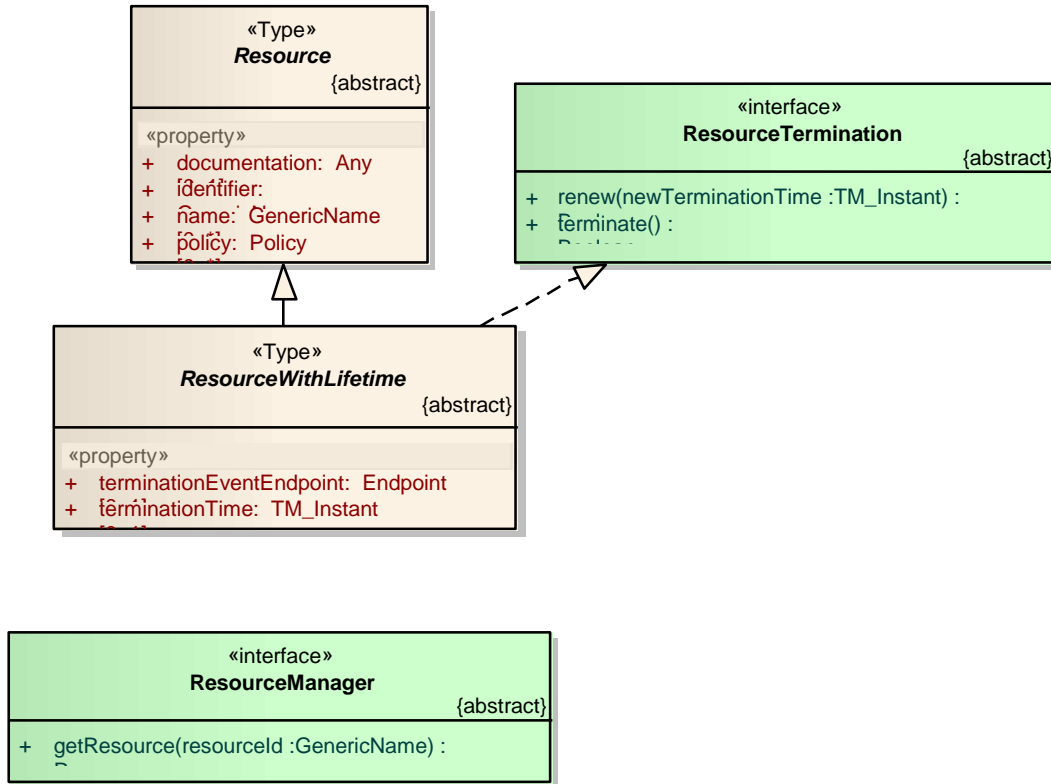 «Type»
Resource
{abstract}
«property»
+ documentation: Any
+ identifier:
+ name: GenericName
+ policy: Policy
«interface»
ResourceTermination
{abstract}
+ renew(newTerminationTime :TM_Instant) :
+ terminate() :
Boolean
«Type»
ResourceWithLifetime
{abstract}
«property»
+ terminationEventEndpoint: Endpoint
+ terminationTime: TM_Instant
«interface»
ResourceManager
{abstract}
+ getResource(resourceId :GenericName) :